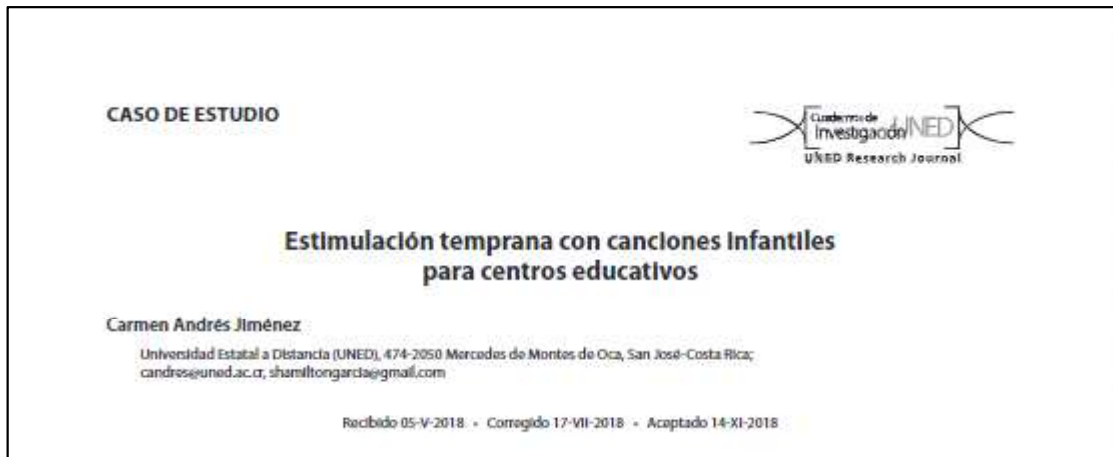 CASO DE ESTUDIO
Cuadernos de
Investigación UNED
UNED Research Journal
Estimulación temprana con canciones infantiles
para centros educativos
Carmen Andrés Jiménez
Universidad Estatal a Distancia (UNED), 474-2050 Mercedes de Montes de Oca, San José-Costa Rica;
candres@uned.ac.cr, shamiltongarcia@gmail.com
Recibido 05-V-2018 • Corregido 17-VII-2018 • Aceptado 14-XI-2018